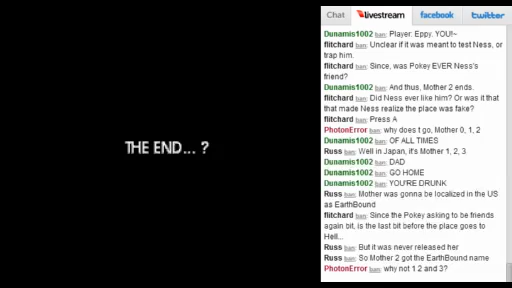 THE END... ?
Chat
livestream
facebook
twitter
Dunamis1002 ban: Player: Eppy. YOU!~
flitchard ban: Unclear if it was meant to test Ness, or
trap him.
flitchard ban: Since, was Pokey EVER Ness's
friend?
Dunamis1002 ban: And thus, Mother 2 ends.
flitchard ban: Did Ness ever like him? Or was it that
that made Ness realize the place was fake?
flitchard ban: Press A
PhotonError ban: why does t go, Mother 0, 1, 2
Dunamis1002 ban: OF ALL TIMES
Russ ban: Well in Japan, it's Mother 1, 2, 3
Dunamis1002 ban: DAD
Dunamis1002 ban: GO HOME
Dunamis1002 ban: YOU'RE DRUNK
Russ ban: Mother was gonna be localized in the US
as EarthBound
flitchard ban: Since the Pokey asking to be friends
again bit, is the last bit before the place goes to
Hell...
Russ ban: But it was never released her
Russ ban: So Mother 2 got the EarthBound name
PhotonError ban: why not 1 2 and 3?